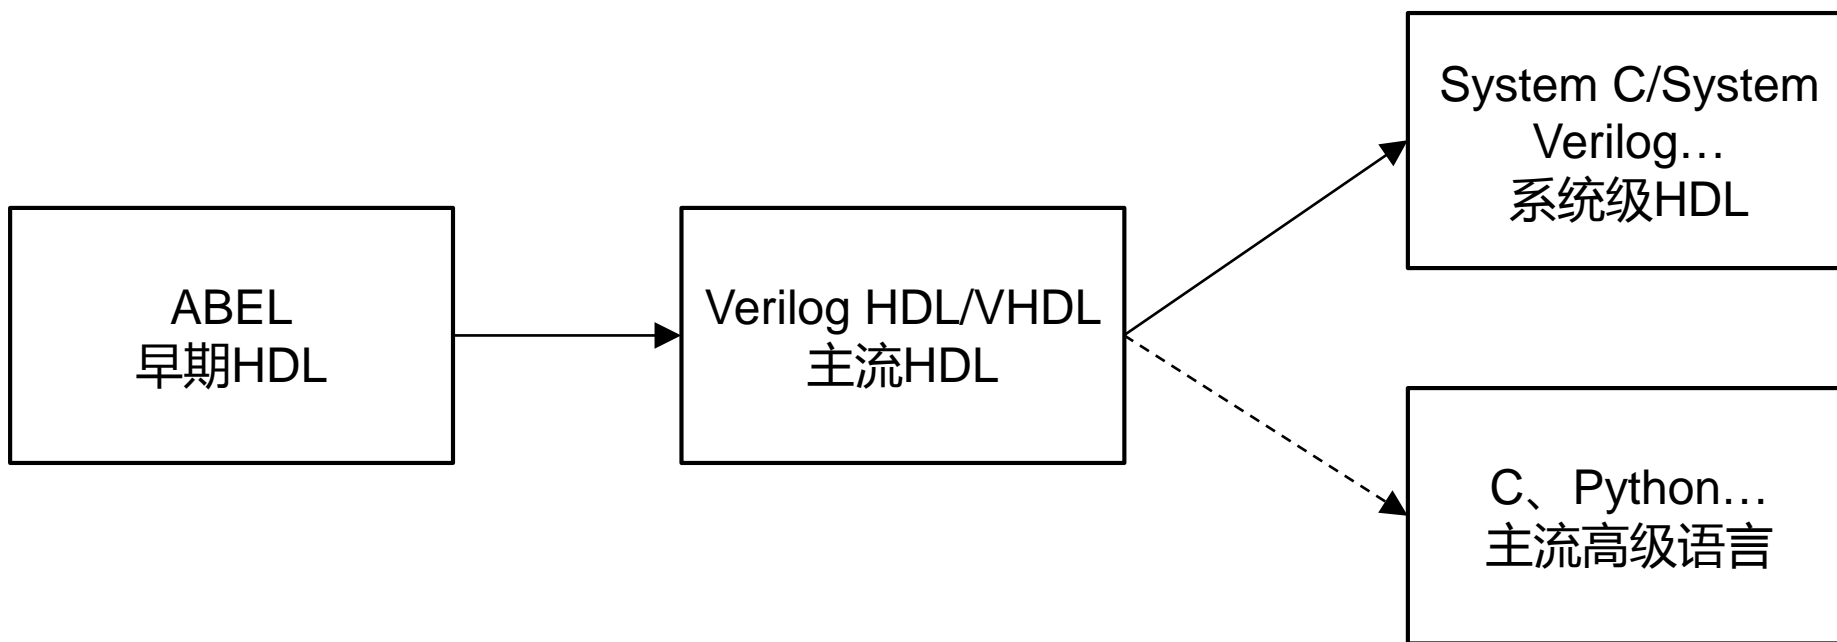 ABEL
早期HDL
Verilog HDL/VHDL
主流HDL
System C/System
Verilog…
系统级HDL
C、Python…
主流高级语言